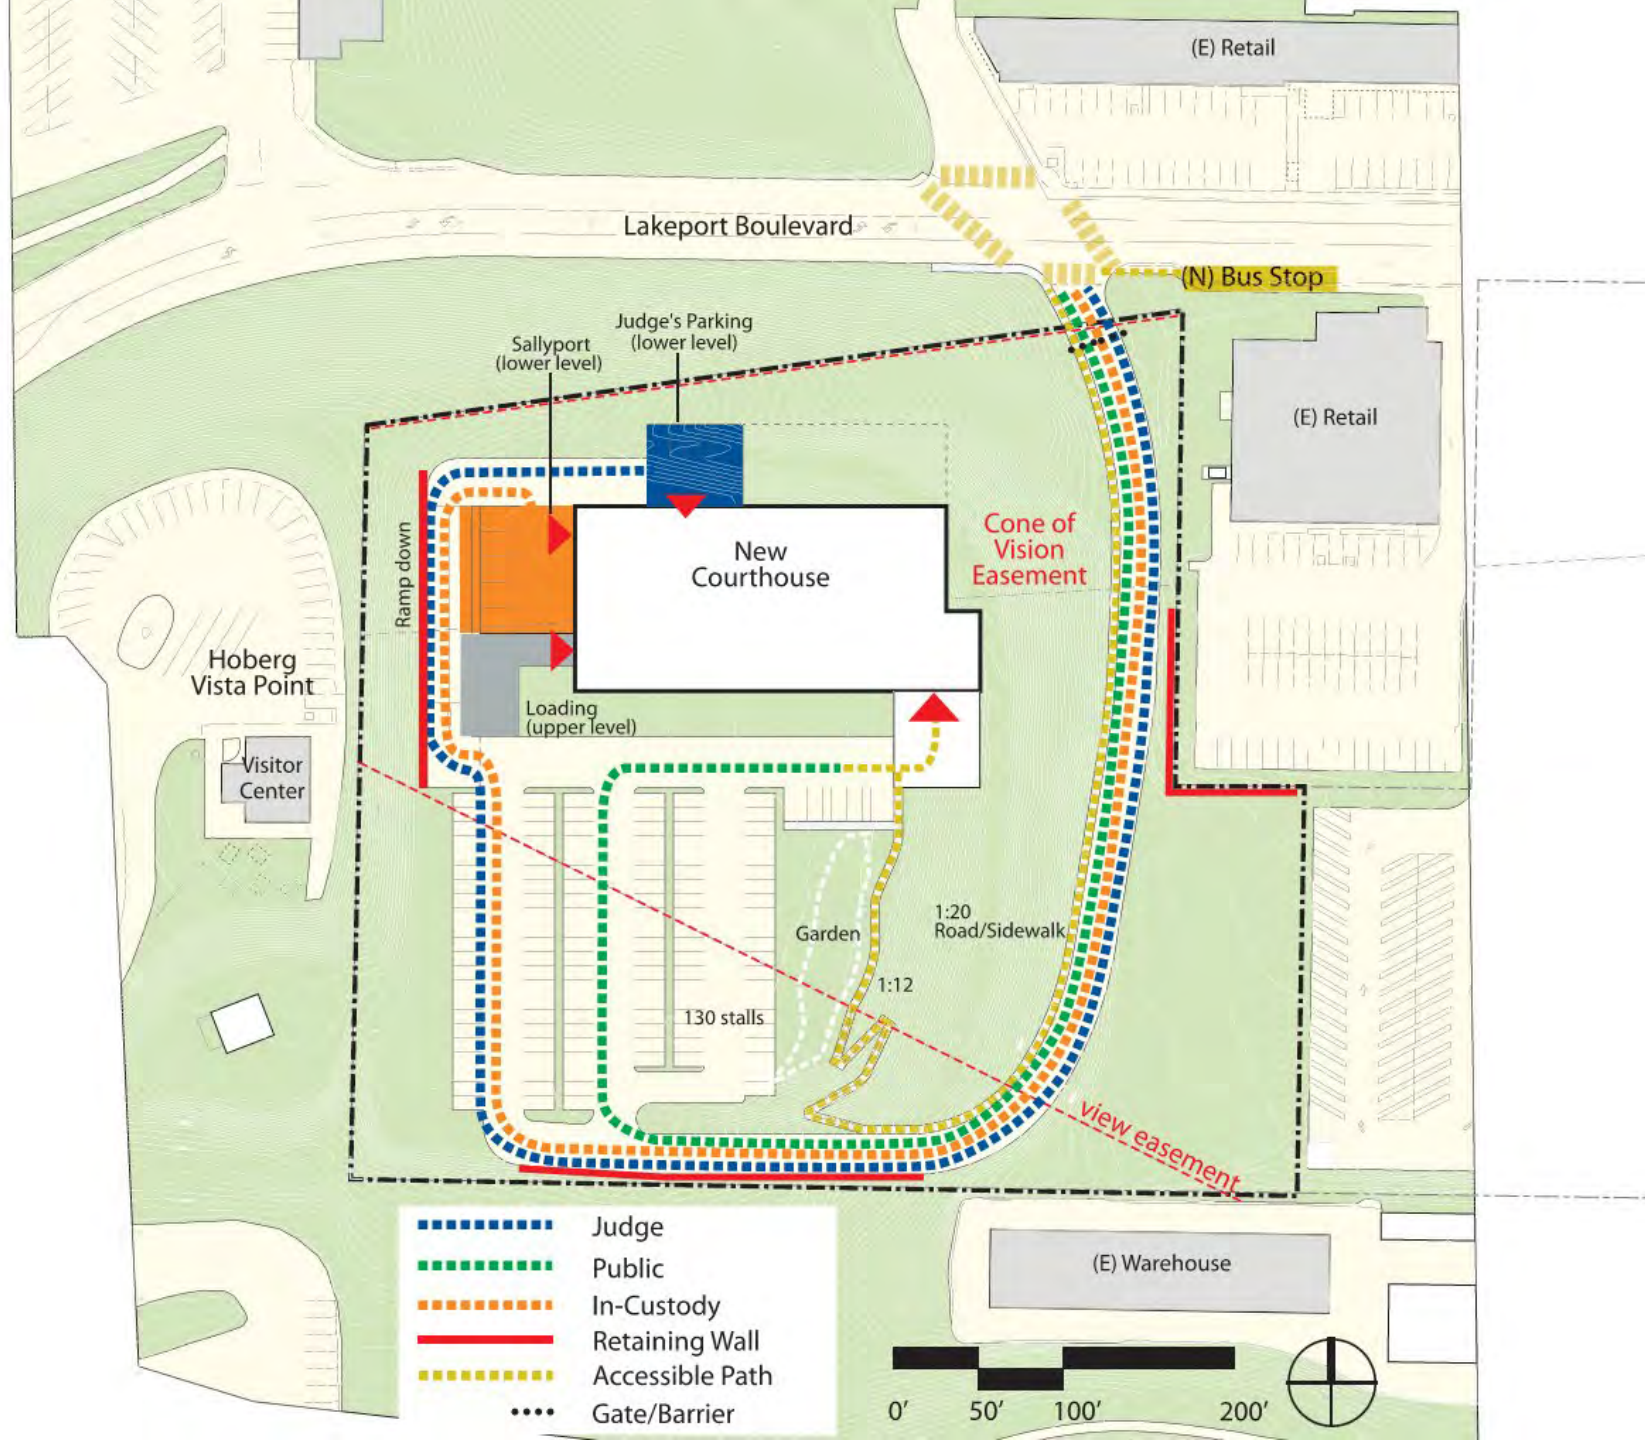 (E) Retail
Lakeport Boulevard
(N) Bus Stop
Judge's Parking
(lower level)
Sallyport
(lower level)
(E) Retail
Cone of
Vision
Easement
New
Courthouse
Ramp down
Hoberg
Vista Point
Loading
(upper level)
Visitor
Center
1:20
Road/Sidewalk
Garden
1:12
130 stalls
view easement
Judge
Public
In-Custody
Retaining Wall
Accessible Path
Gate/Barrier
(E) Warehouse
0' 50' 100' 200'